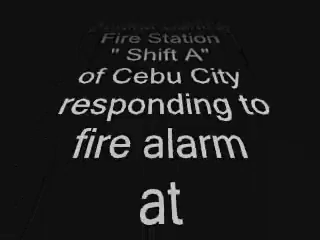 Fire Station
" Shift A"
of Cebu City
responding to
fire alarm
at